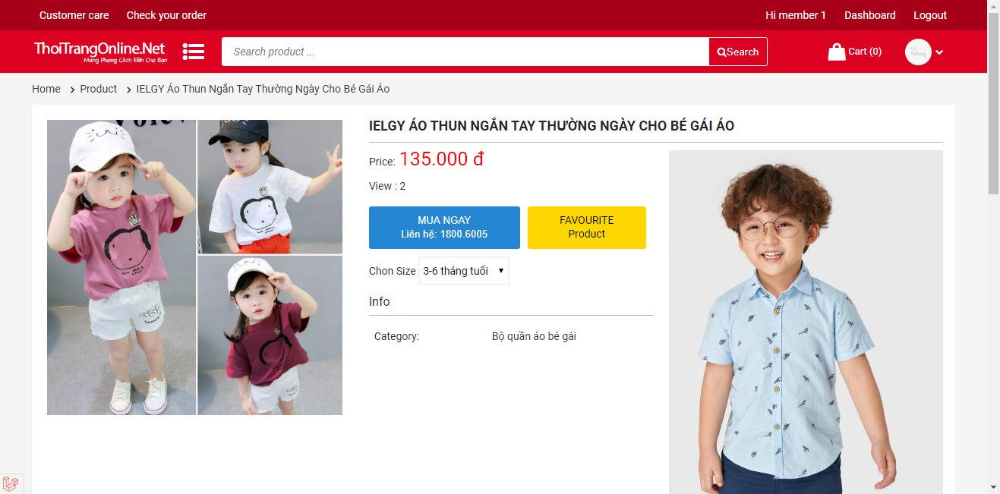 Customer care Check your order Hi member 1 Dashboard Logout
ThoiTrangOnline.Net
Mang Phong Cách Đến Cho Bạn
Search product ... Search Cart (0)
Home Product IELGY Áo Thun Ngắn Tay Thường Ngày Cho Bé Gái Áo
IELGY ÁO THUN NGẮN TAY THƯỜNG NGÀY CHO BÉ GÁI ÁO
Price: 135.000 đ
View : 2
MUA NGAY
Liên hệ: 1800.6005
FAVOURITE
Product
Chon Size 3-6 tháng tuổi
Info
Category: Bộ quần áo bé gái